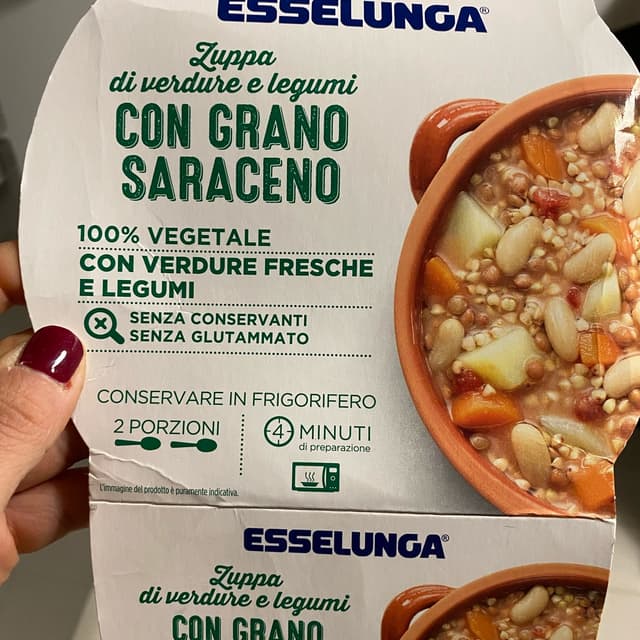 ESSELUNGA®
Zuppa
di verdure e legumi
CON GRANO
SARACENO
100% VEGETALE
CON VERDURE FRESCHE
E LEGUMI
SENZA CONSERVANTI
SENZA GLUTAMMATO
CONSERVARE IN FRIGORIFERO
2 PORZIONI
4 MINUTI
di preparazione
L'immagine del prodotto è puramente indicativa.
ESSELUNGA®
Zuppa
di verdure e legumi
CON GRANO